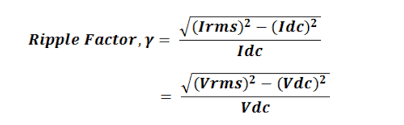 Ripple Factor, γ = √((Irms)² − (Idc)²) / Idc
= √((Vrms)² − (Vdc)²) / Vdc